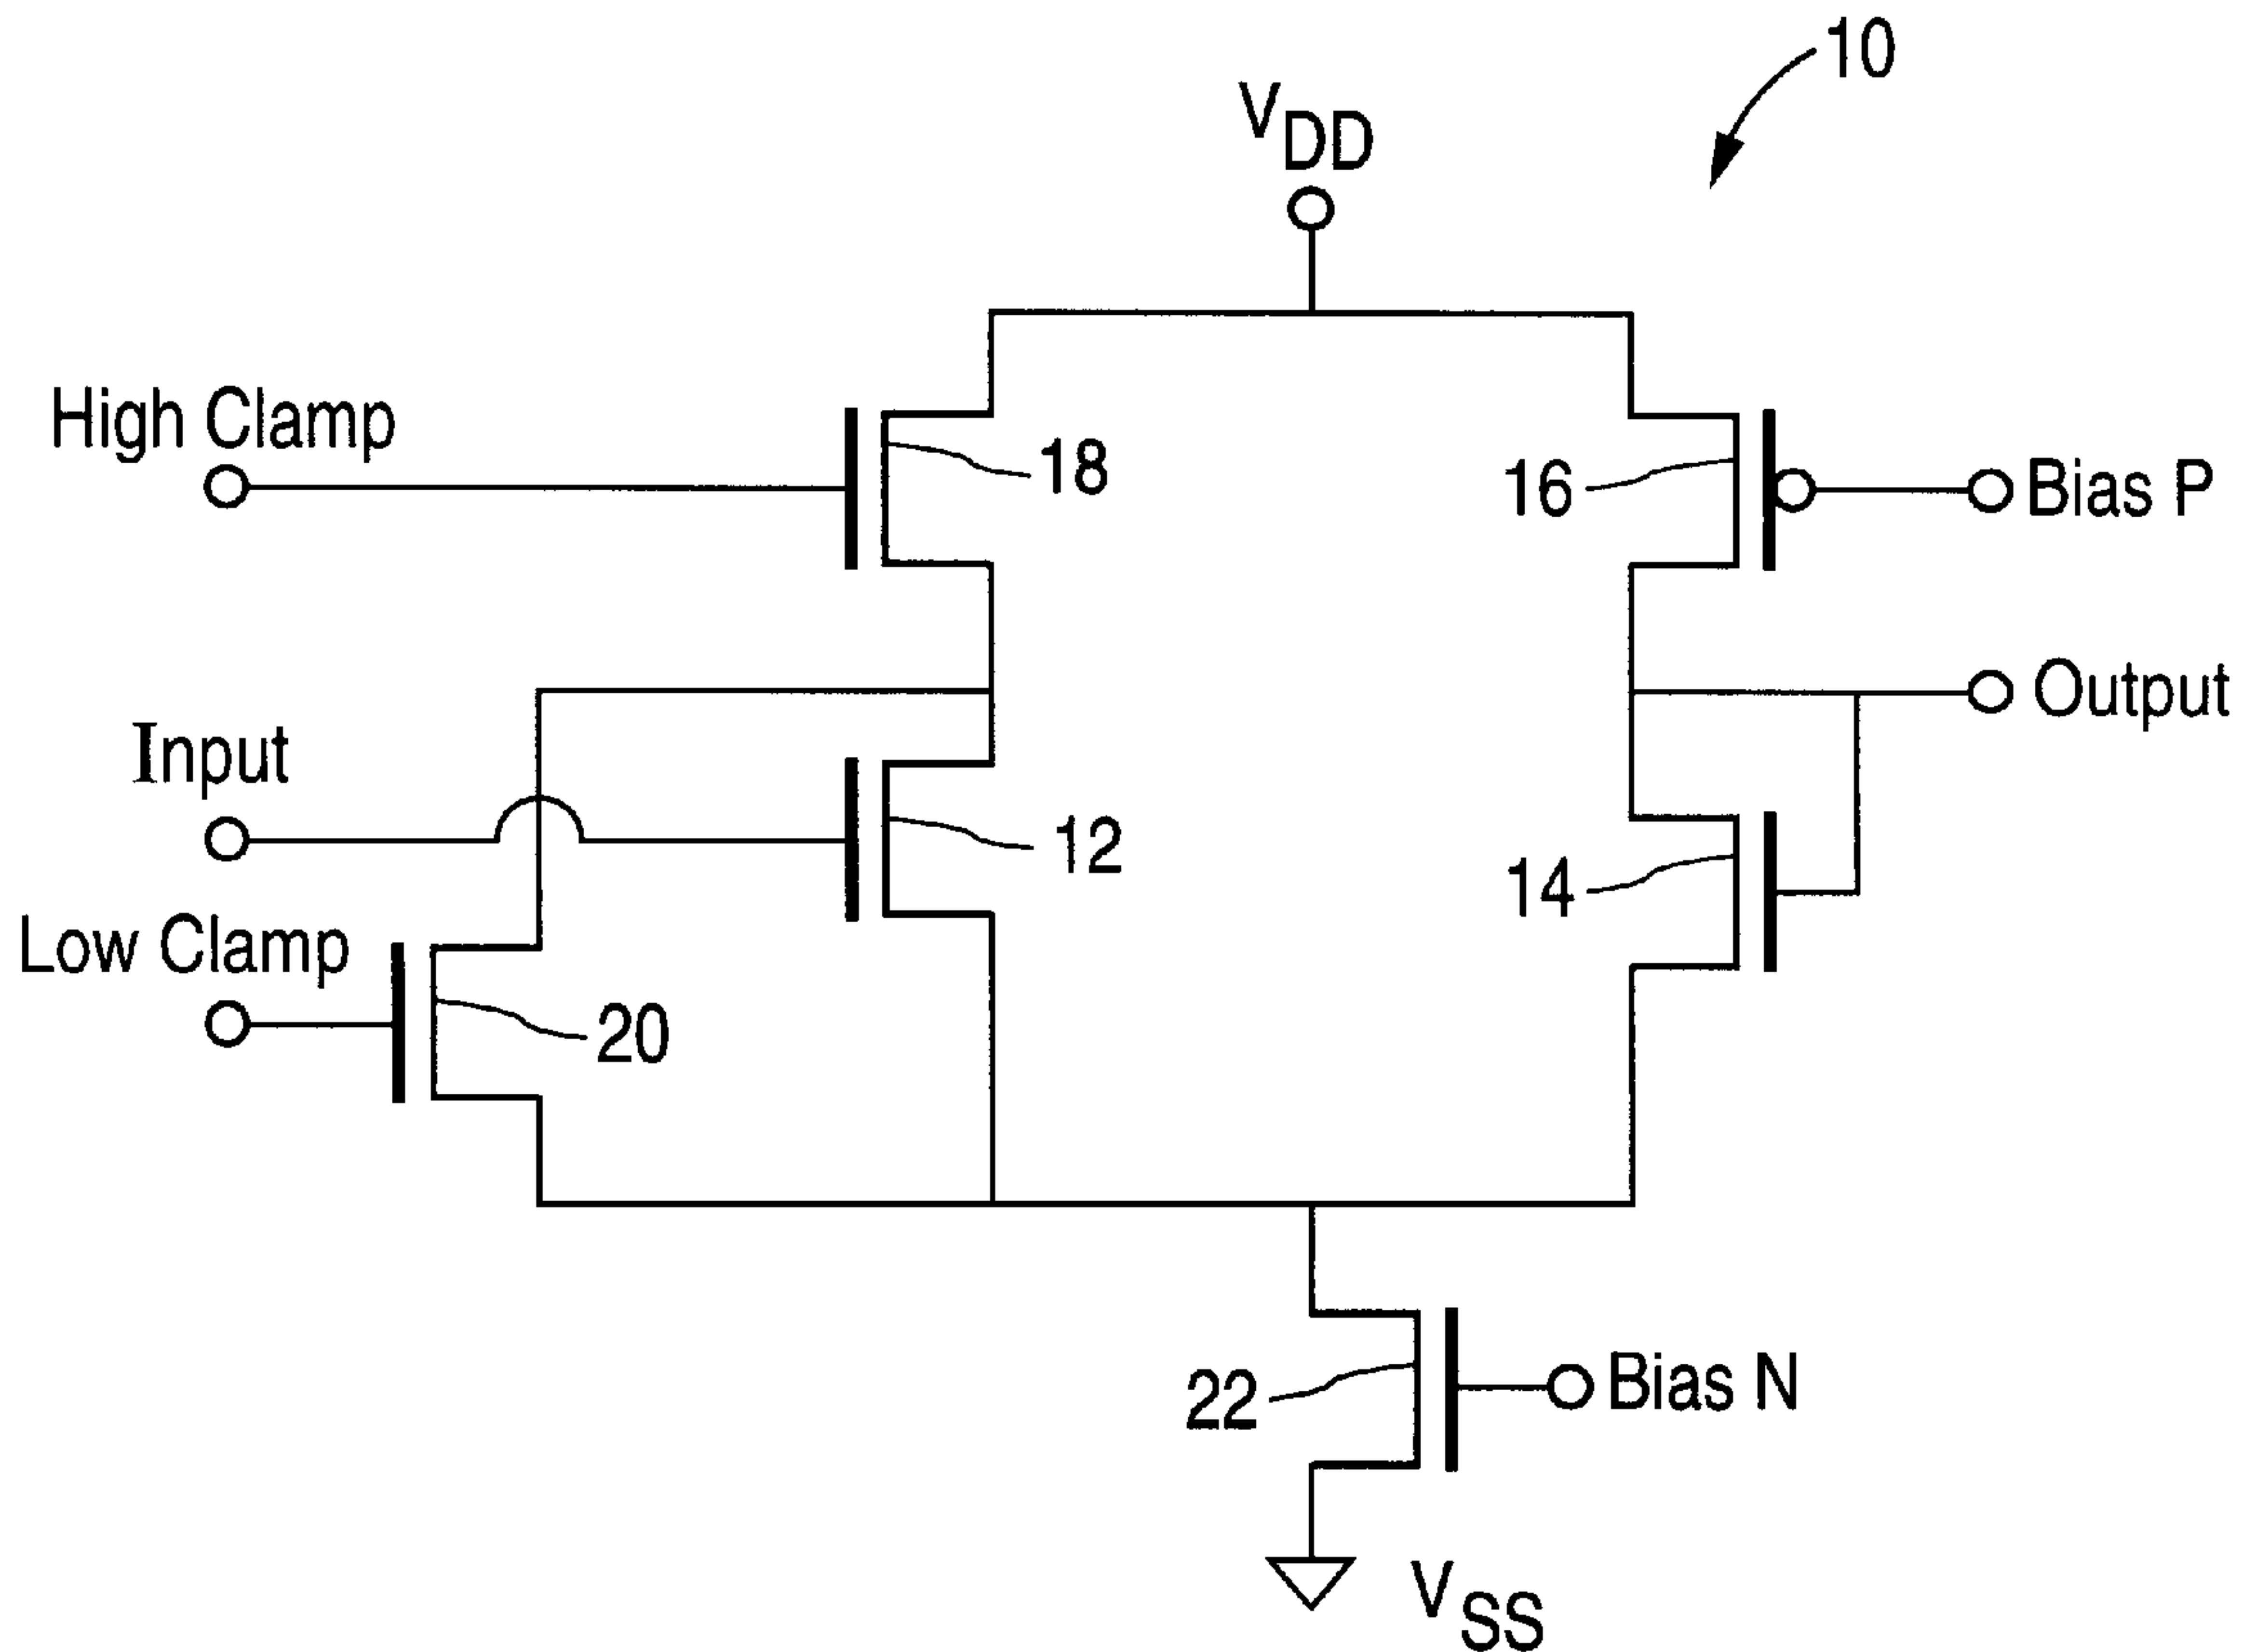 10
VDD
High Clamp
18
16
Bias P
Output
Input
12
14
Low Clamp
20
22
Bias N
VSS